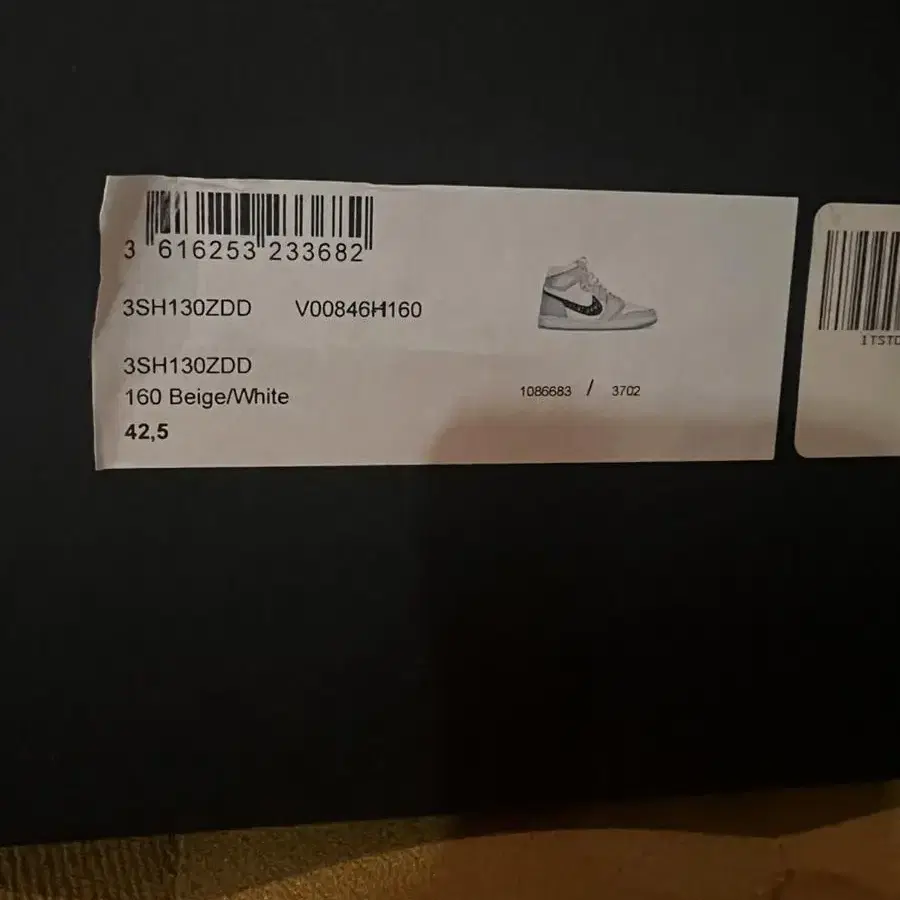 3 616253 233682
3SH130ZDD V00846H160
3SH130ZDD
160 Beige/White
42,5
1086683 / 3702